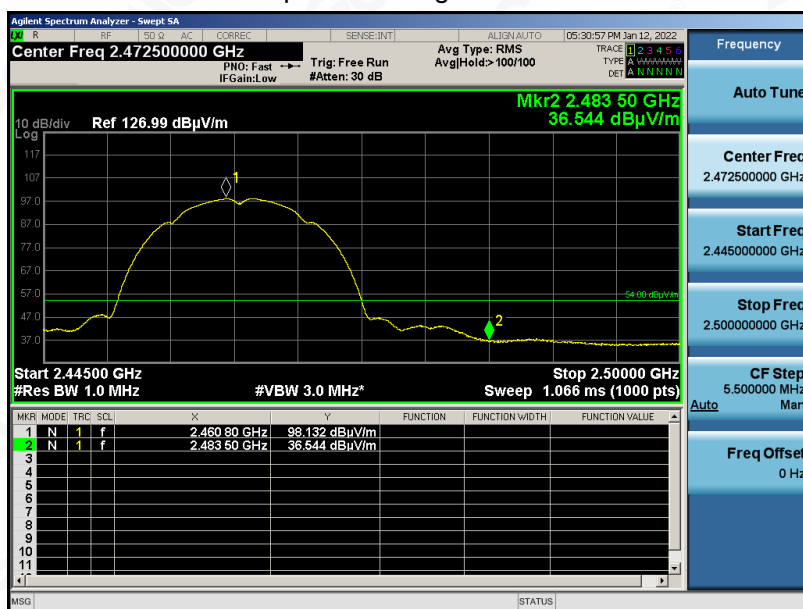 Agilent Spectrum Analyzer - Swept SA
LXI R RF 50 Ω AC CORREC SENSE:INT ALIGN AUTO 05:30:57 PM Jan 12, 2022
Center Freq 2.472500000 GHz
PNO: Fast
IFGain:Low
Trig: Free Run
#Atten: 30 dB
Avg Type: RMS
Avg|Hold:>100/100
TRACE 1 2 3 4 5 6
TYPE A WWWWW
DET A N N N N N
Mkr2 2.483 50 GHz
36.544 dBµV/m
10 dB/div Ref 126.99 dBµV/m
Log
117
107
97.0
87.0
77.0
67.0
57.0
47.0
37.0
1
2
54.00 dBµV/m
Start 2.44500 GHz Stop 2.50000 GHz
#Res BW 1.0 MHz #VBW 3.0 MHz* Sweep 1.066 ms (1000 pts)
MKR MODE TRC SCL X Y FUNCTION FUNCTION WIDTH FUNCTION VALUE
1 N 1 f 2.460 80 GHz 98.132 dBµV/m
2 N 1 f 2.483 50 GHz 36.544 dBµV/m
3
4
5
6
7
8
9
10
11
MSG STATUS
Frequency
Auto Tune
Center Freq
2.472500000 GHz
Start Freq
2.445000000 GHz
Stop Freq
2.500000000 GHz
CF Step
5.500000 MHz
Auto Man
Freq Offset
0 Hz